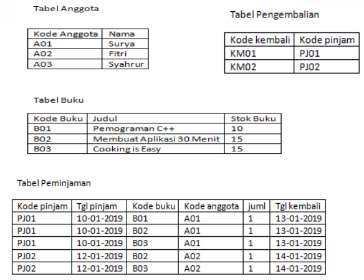 Tabel Anggota
Kode Anggota Nama
A01 Surya
A02 Fitri
A03 Syahrur
Tabel Pengembalian
Kode kembali Kode pinjam
KM01 PJ01
KM02 PJ02
Tabel Buku
Kode Buku Judul Stok Buku
B01 Pemograman C++ 10
B02 Membuat Aplikasi 30 Menit 15
B03 Cooking is Easy 15
Tabel Peminjaman
Kode pinjam Tgl pinjam Kode buku Kode anggota juml Tgl kembali
PJ01 10-01-2019 B01 A01 1 13-01-2019
PJ01 10-01-2019 B02 A01 1 13-01-2019
PJ01 10-01-2019 B03 A01 1 13-01-2019
PJ02 12-01-2019 B02 A02 1 14-01-2019
PJ02 12-01-2019 B03 A02 1 14-01-2019